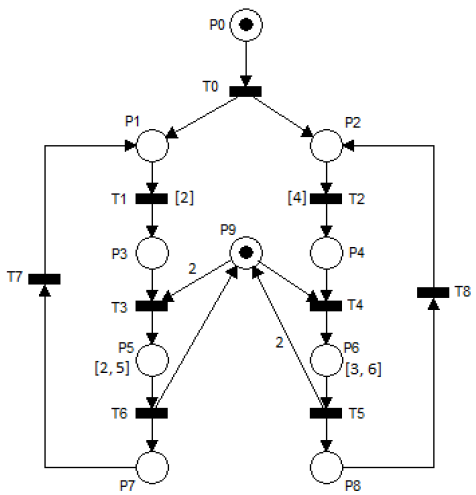 P0
T0
P1
P2
T1 [2]
[4] T2
P3
P9
P4
2
T7
T8
T3
T4
P5
[2, 5]
P6
[3, 6]
2
T6
T5
P7
P8